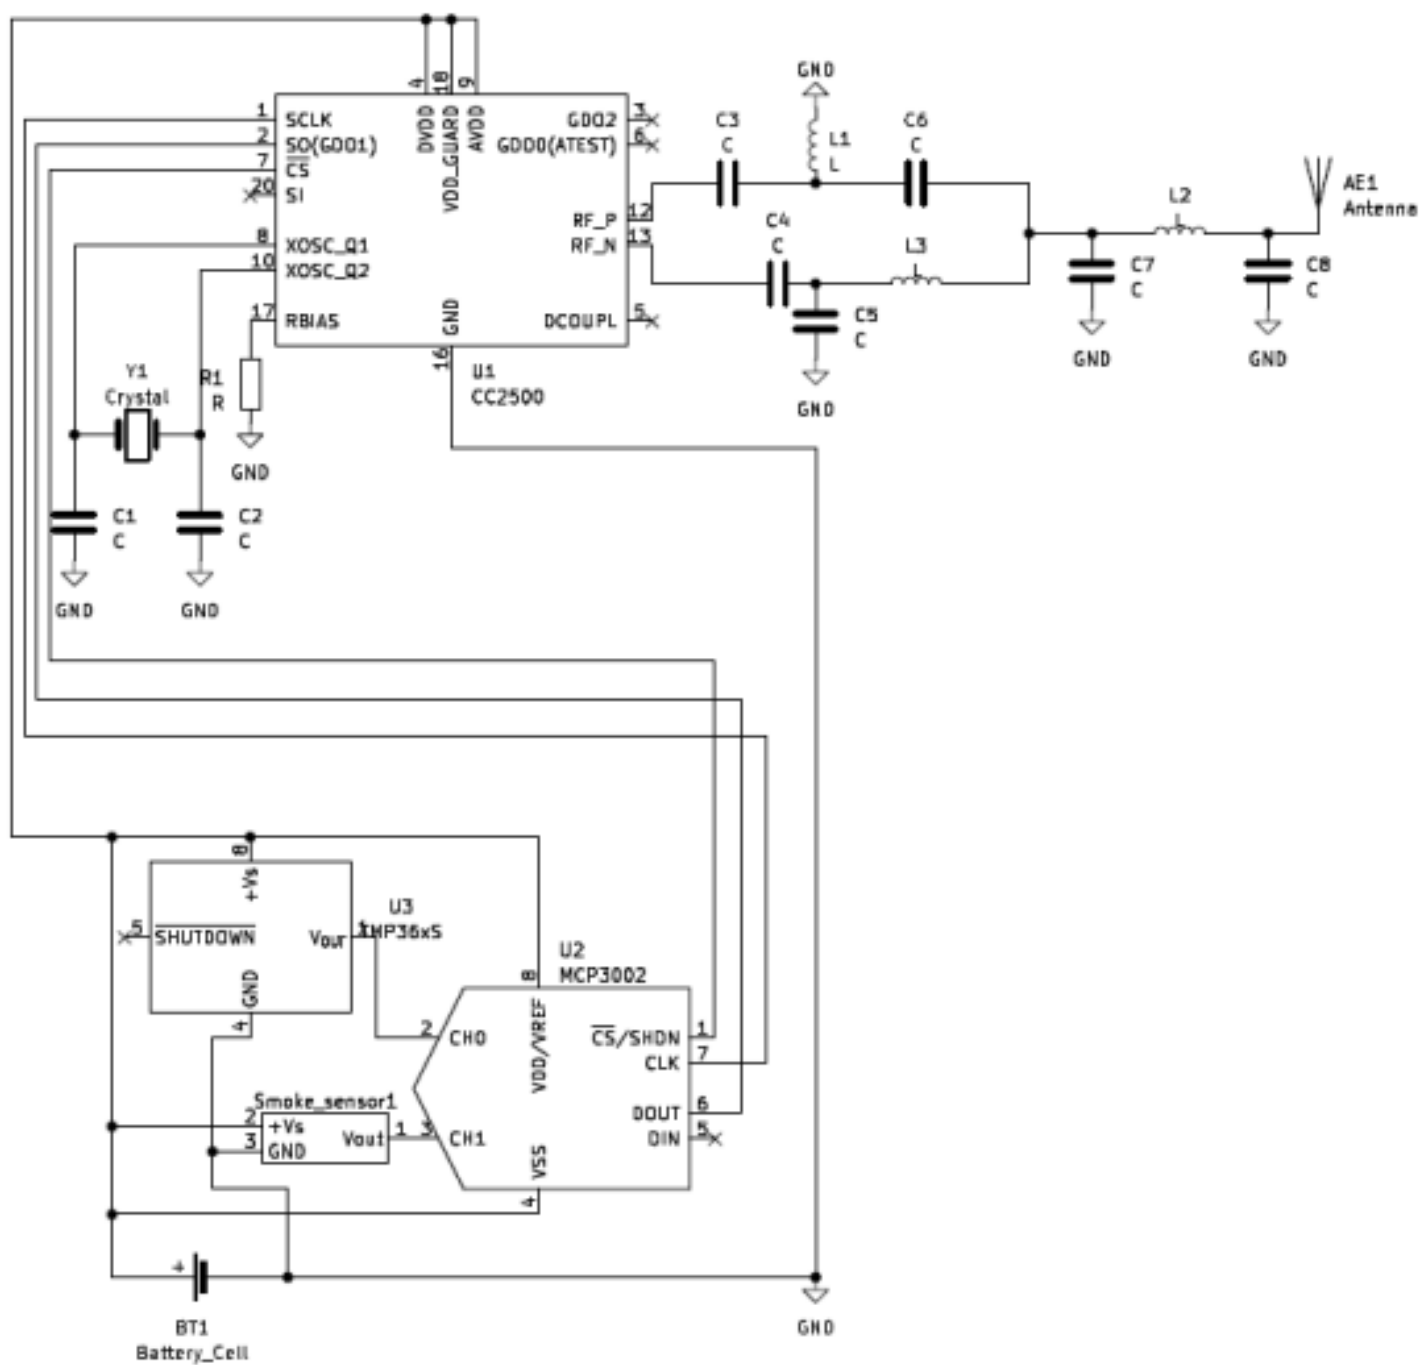 4
18
9
DVDD
VDD_GUARD
AVDD
1
SCLK
2
SO(GDO1)
7
CS
20
SI
8
XOSC_Q1
10
XOSC_Q2
17
RBIAS
GND
16
GDO2
3
GDO0(ATEST)
6
RF_P
12
RF_N
13
DCOUPL
5
U1
CC2500
GND
L1
L
C3
C
C6
C
C4
C
L3
L
C5
C
GND
L2
L
AE1
Antenna
C7
C
GND
C8
C
GND
Y1
Crystal
R1
R
GND
C1
C
GND
C2
C
GND
8
+Vs
5
SHUTDOWN
Vout
1
GND
4
U3
TMP36xS
U2
MCP3002
8
VDD/VREF
2
CH0
3
CH1
CS/SHDN
1
CLK
7
DOUT
6
DIN
5
VSS
4
Smoke_sensor1
2
+Vs
3
GND
Vout
1
+
BT1
Battery_Cell
GND